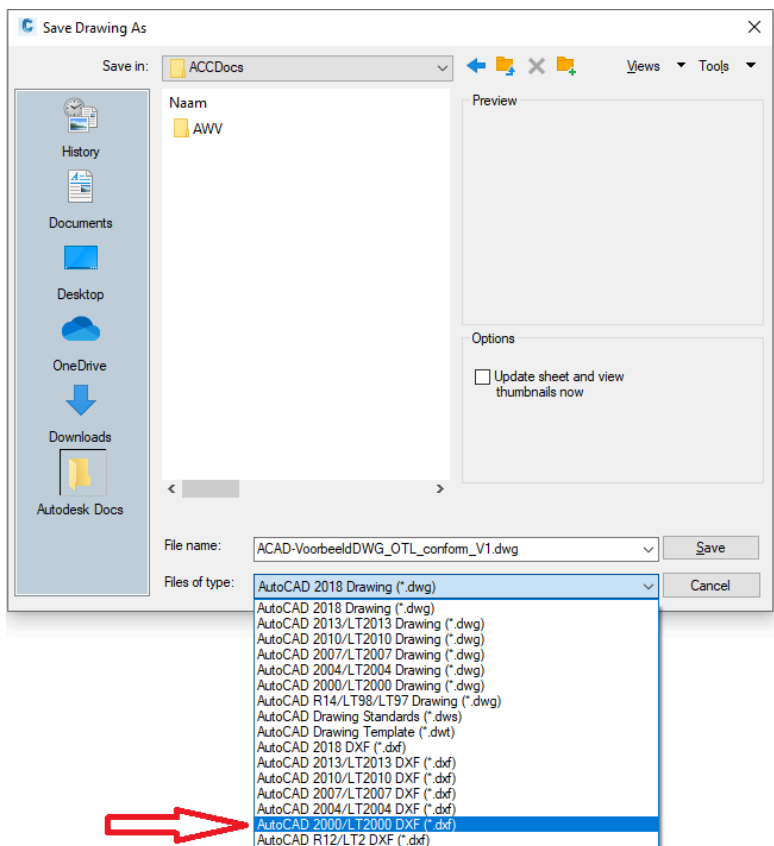 Save Drawing As
Save in: ACCDocs Views Tools
Naam
AWV
Preview
History
Documents
Desktop
OneDrive
Downloads
Autodesk Docs
Options
Update sheet and view
thumbnails now
File name: ACAD-VoorbeeldDWG_OTL_conform_V1.dwg Save
Files of type: AutoCAD 2018 Drawing (*.dwg) Cancel
AutoCAD 2018 Drawing (*.dwg)
AutoCAD 2013/LT2013 Drawing (*.dwg)
AutoCAD 2010/LT2010 Drawing (*.dwg)
AutoCAD 2007/LT2007 Drawing (*.dwg)
AutoCAD 2004/LT2004 Drawing (*.dwg)
AutoCAD 2000/LT2000 Drawing (*.dwg)
AutoCAD R14/LT98/LT97 Drawing (*.dwg)
AutoCAD Drawing Standards (*.dws)
AutoCAD Drawing Template (*.dwt)
AutoCAD 2018 DXF (*.dxf)
AutoCAD 2013/LT2013 DXF (*.dxf)
AutoCAD 2010/LT2010 DXF (*.dxf)
AutoCAD 2007/LT2007 DXF (*.dxf)
AutoCAD 2004/LT2004 DXF (*.dxf)
AutoCAD 2000/LT2000 DXF (*.dxf)
AutoCAD R12/LT2 DXF (*.dxf)